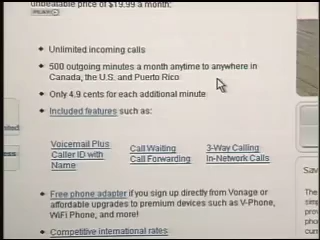 unbeatable price of $19.99 a month:
Unlimited incoming calls
500 outgoing minutes a month anytime to anywhere in
Canada, the U.S. and Puerto Rico
Only 4.9 cents for each additional minute
Included features such as:
Voicemail Plus
Caller ID with
Name
Call Waiting
Call Forwarding
3-Way Calling
In-Network Calls
Free phone adapter if you sign up directly from Vonage or
affordable upgrades to premium devices such as V-Phone,
WiFi Phone, and more!
Competitive international rates
Sav
The